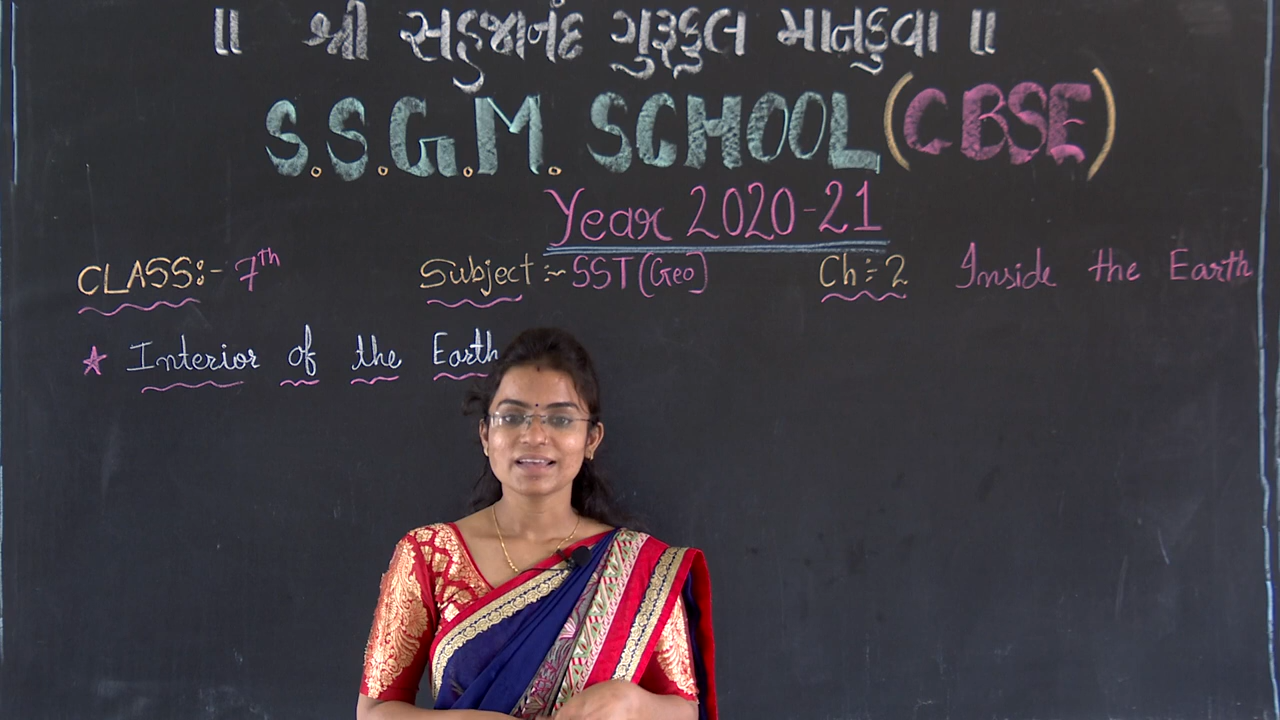 ॥ શ્રી સહજાનંદ ગુરૂકુલ માનકુવા ॥
S.S.G.M. SCHOOL (CBSE)
Year 2020-21
CLASS:- 7th Subject :- SST (Geo) Ch :- 2 Inside the Earth
★ Interior of the Earth